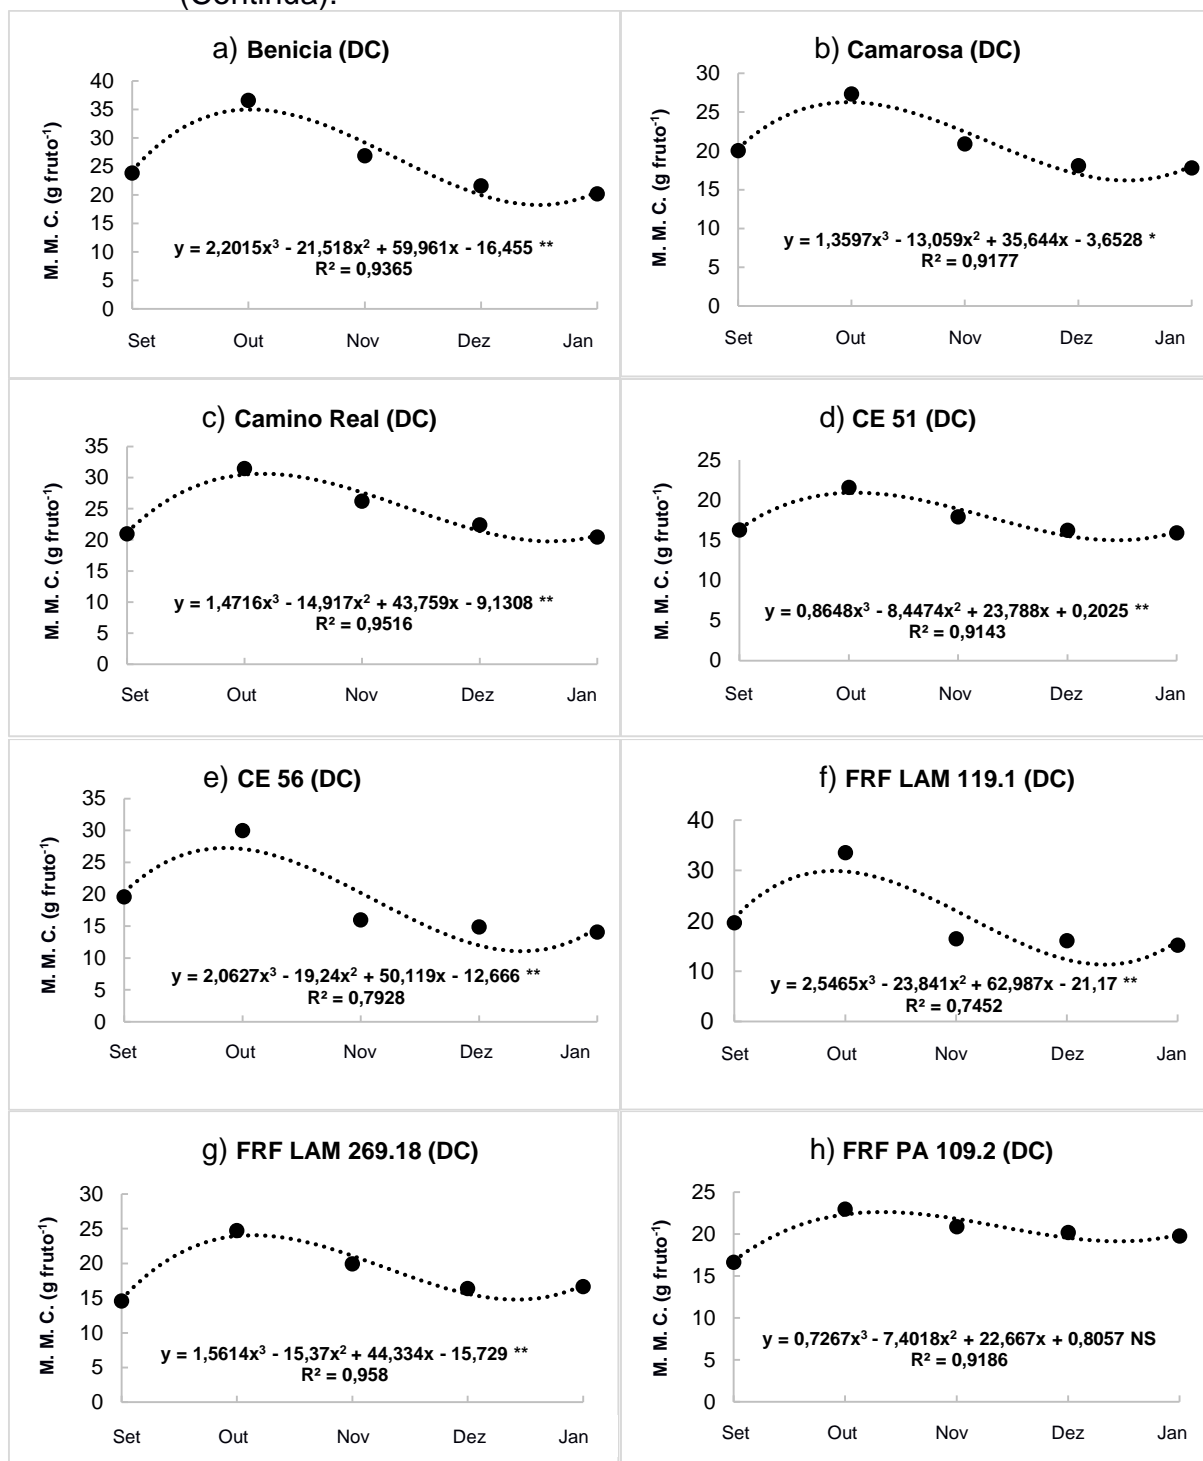 (Continua).
a) Benicia (DC)
M. M. C. (g fruto⁻¹)
40
35
30
25
20
15
10
5
0
y = 2,2015x³ - 21,518x² + 59,961x - 16,455 **
R² = 0,9365
Set Out Nov Dez Jan
b) Camarosa (DC)
M. M. C. (g fruto⁻¹)
30
25
20
15
10
5
0
y = 1,3597x³ - 13,059x² + 35,644x - 3,6528 *
R² = 0,9177
Set Out Nov Dez Jan
c) Camino Real (DC)
M. M. C. (g fruto⁻¹)
35
30
25
20
15
10
5
0
y = 1,4716x³ - 14,917x² + 43,759x - 9,1308 **
R² = 0,9516
Set Out Nov Dez Jan
d) CE 51 (DC)
M. M. C. (g fruto⁻¹)
25
20
15
10
5
0
y = 0,8648x³ - 8,4474x² + 23,788x + 0,2025 **
R² = 0,9143
Set Out Nov Dez Jan
e) CE 56 (DC)
M. M. C. (g fruto⁻¹)
35
30
25
20
15
10
5
0
y = 2,0627x³ - 19,24x² + 50,119x - 12,666 **
R² = 0,7928
Set Out Nov Dez Jan
f) FRF LAM 119.1 (DC)
M. M. C. (g fruto⁻¹)
40
30
20
10
0
y = 2,5465x³ - 23,841x² + 62,987x - 21,17 **
R² = 0,7452
Set Out Nov Dez Jan
g) FRF LAM 269.18 (DC)
M. M. C. (g fruto⁻¹)
30
25
20
15
10
5
0
y = 1,5614x³ - 15,37x² + 44,334x - 15,729 **
R² = 0,958
Set Out Nov Dez Jan
h) FRF PA 109.2 (DC)
M. M. C. (g fruto⁻¹)
25
20
15
10
5
0
y = 0,7267x³ - 7,4018x² + 22,667x + 0,8057 NS
R² = 0,9186
Set Out Nov Dez Jan